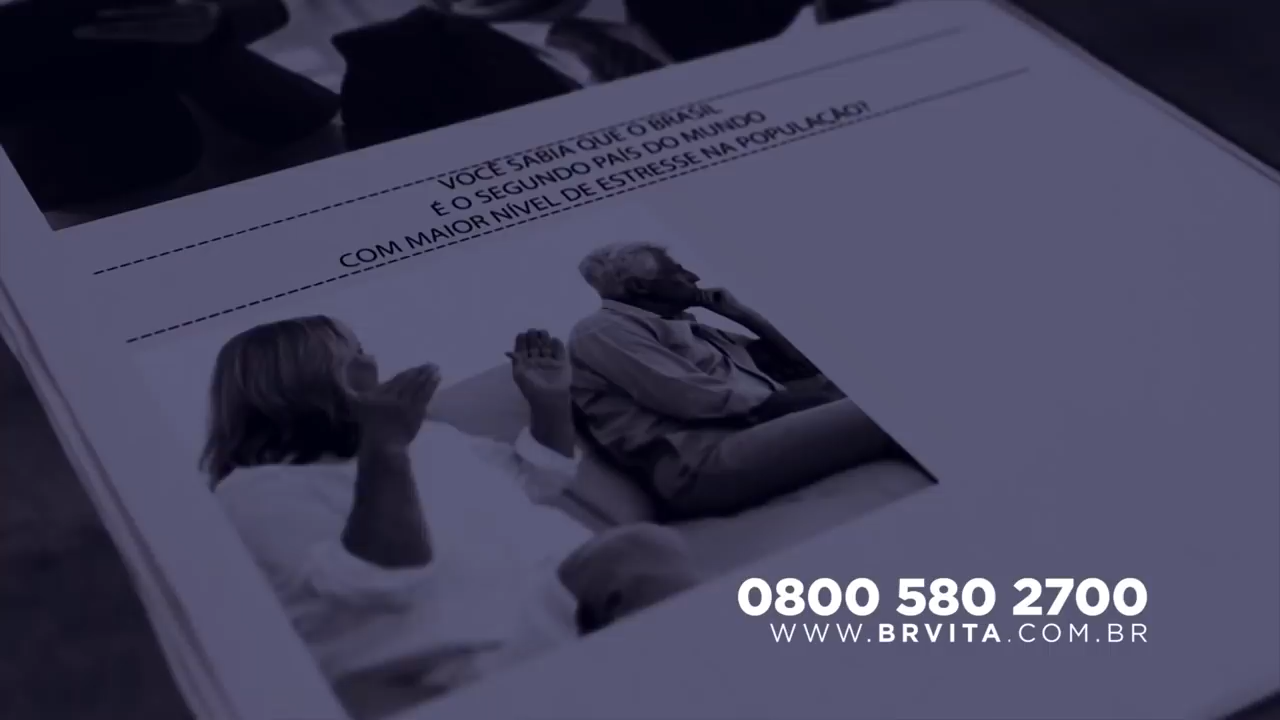 VOCÊ SABIA QUE O BRASIL
É O SEGUNDO PAÍS DO MUNDO
COM MAIOR NÍVEL DE ESTRESSE NA POPULAÇÃO?
0800 580 2700
WWW.BRVITA.COM.BR